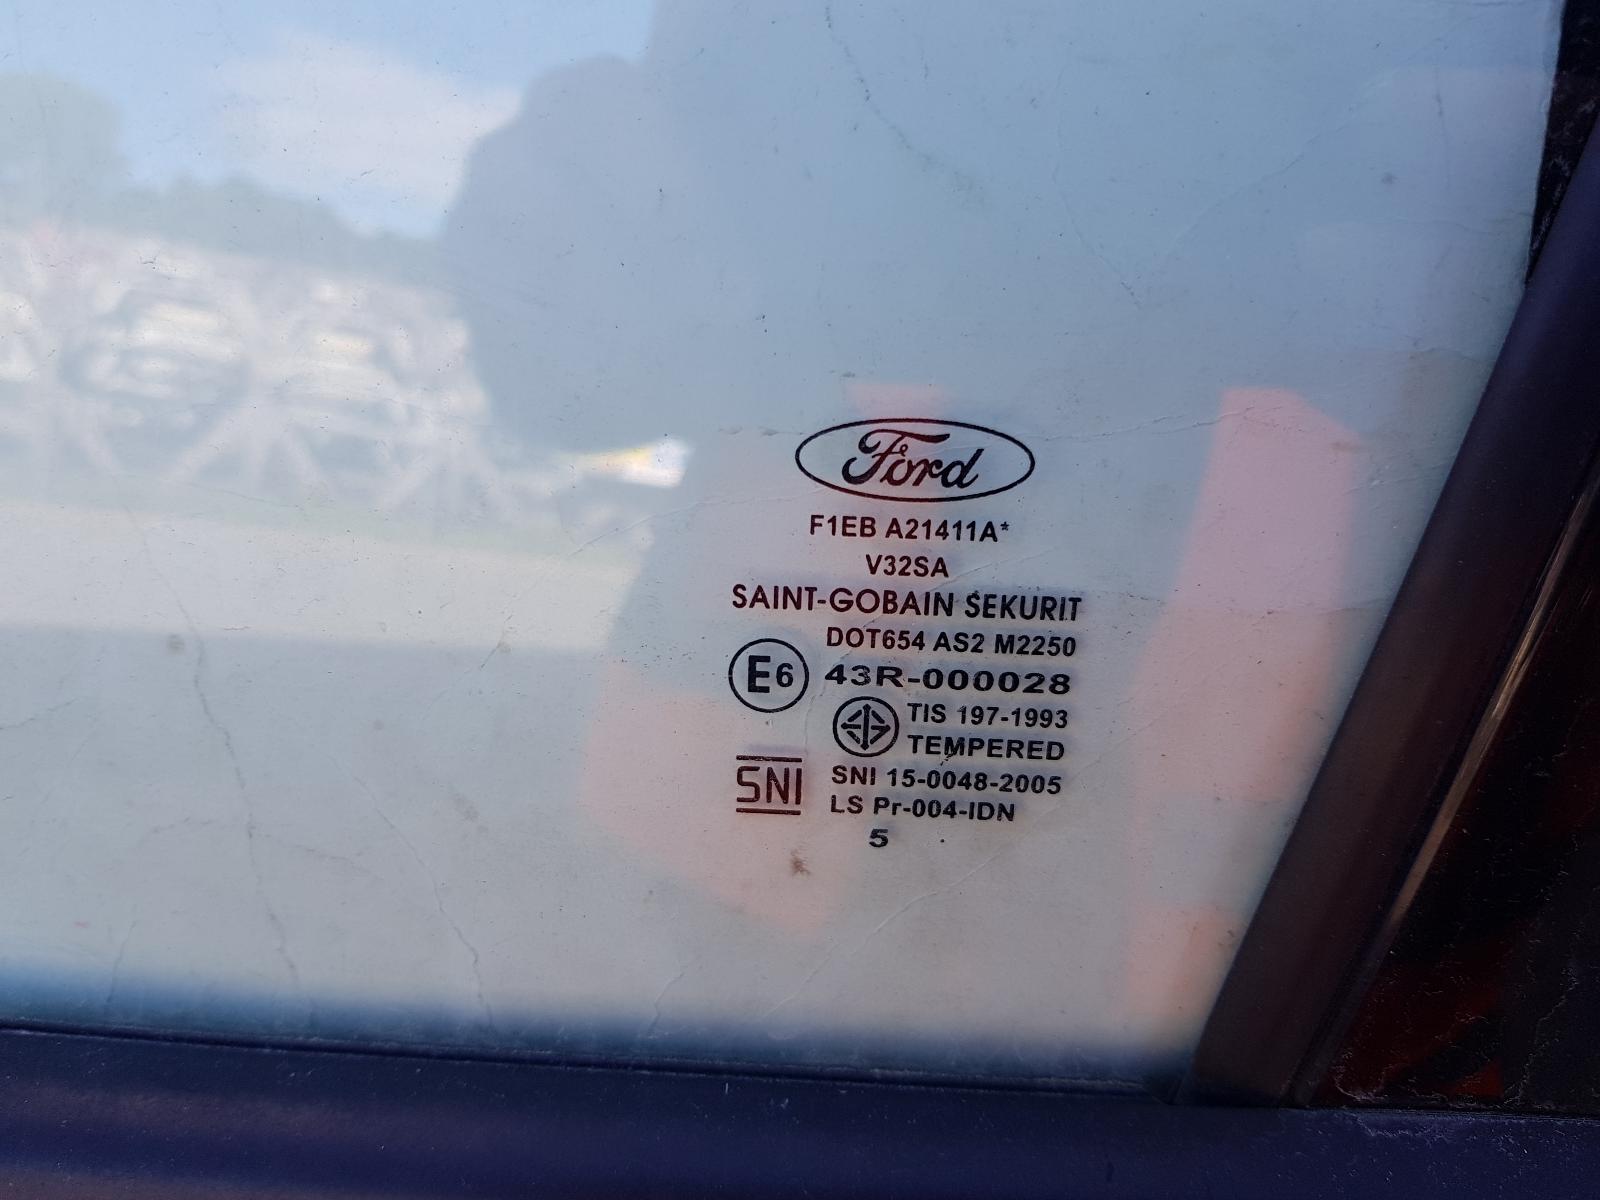 Ford
F1EB A21411A*
V32SA
SAINT-GOBAIN SEKURIT
DOT654 AS2 M2250
E6 43R-000028
TIS 197-1993
TEMPERED
SNI SNI 15-0048-2005
LS Pr-004-IDN
5 .